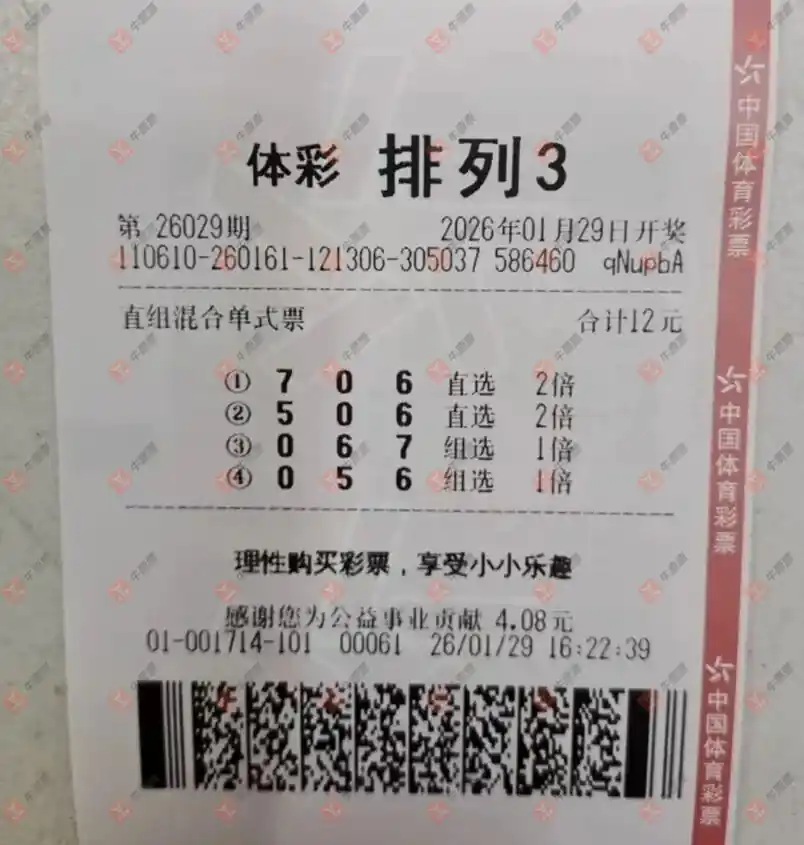 体彩 排列3
第 26029期 2026年01月29日开奖
110610-260161-121306-305037 586460 qNupbA
直组混合单式票 合计12元
① 7 0 6 直选 2倍
② 5 0 6 直选 2倍
③ 0 6 7 组选 1倍
④ 0 5 6 组选 1倍
理性购买彩票，享受小小乐趣
感谢您为公益事业贡献 4.08元
01-001714-101 00061 26/01/29 16:22:39
中国体育彩票
中国体育彩票
中国体育彩票